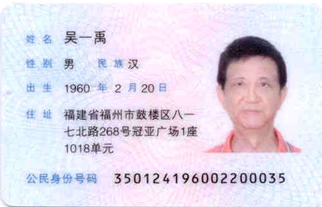 姓名 吴一禹
性别 男 民族 汉
出生 1960 年 2 月 20 日
住址 福建省福州市鼓楼区八一
七北路268号冠亚广场1座
1018单元
公民身份号码 350124196002200035